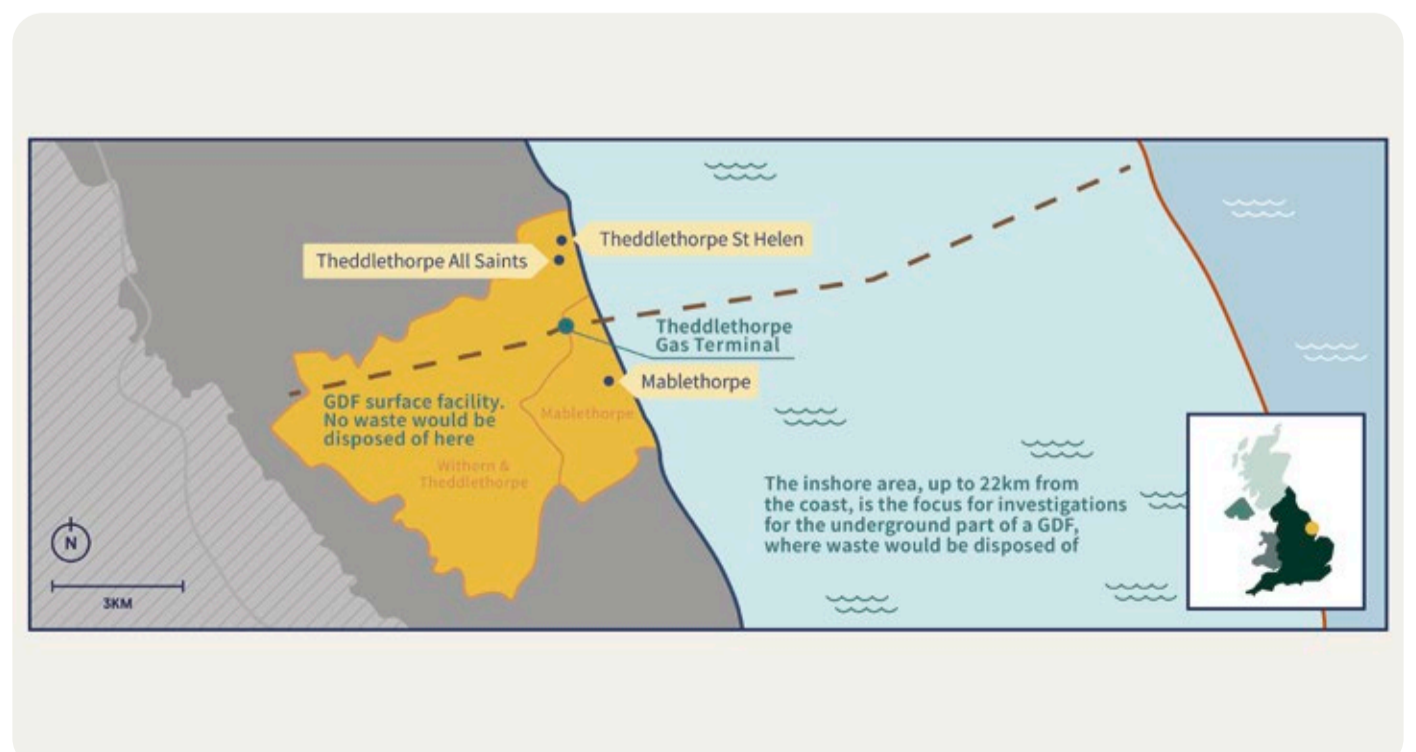 Theddlethorpe St Helen
Theddlethorpe All Saints
Theddlethorpe
Gas Terminal
Mablethorpe
GDF surface facility.
No waste would be
disposed of here
Mablethorpe
Withern &
Theddlethorpe
The inshore area, up to 22km from
the coast, is the focus for investigations
for the underground part of a GDF,
where waste would be disposed of
N
3KM